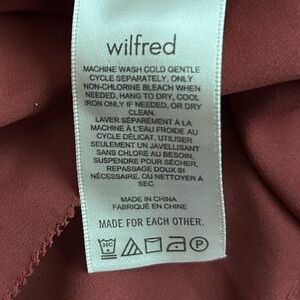 wilfred
MACHINE WASH COLD GENTLE
CYCLE SEPARATELY, ONLY
NON-CHLORINE BLEACH WHEN
NEEDED, HANG TO DRY, COOL
IRON ONLY IF NEEDED, OR DRY
CLEAN.
LAVER SÉPARÉMENT À LA
MACHINE À L'EAU FROIDE AU
CYCLE DÉLICAT, UTILISER
SEULEMENT UN JAVELLISANT
SANS CHLORE AU BESOIN,
SUSPENDRE POUR SÉCHER,
REPASSAGE DOUX SI
NÉCESSAIRE, OU NETTOYER À
SEC.
MADE IN CHINA
FABRIQUÉ EN CHINE
MADE FOR EACH OTHER.
P